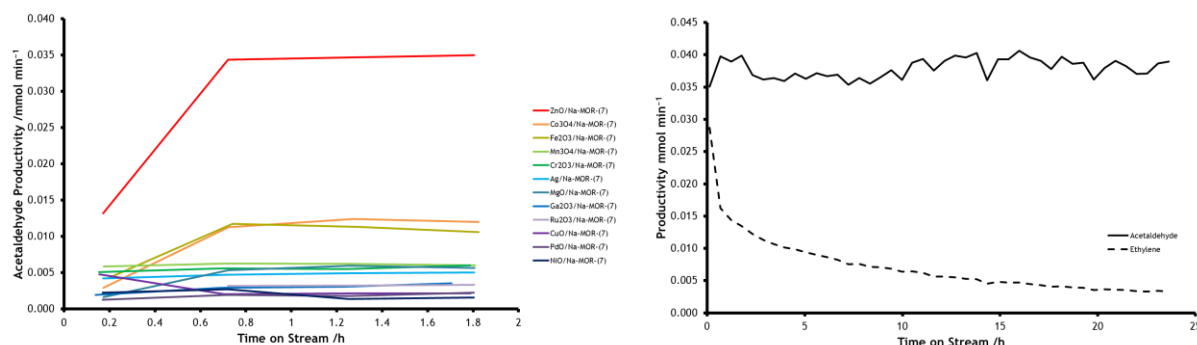 Acetaldehyde Productivity /mmol min⁻¹
0.040
0.035
0.030
0.025
0.020
0.015
0.010
0.005
0.000
0 0.2 0.4 0.6 0.8 1 1.2 1.4 1.6 1.8 2
Time on Stream /h
ZnO/Na-MOR-(7)
Co3O4/Na-MOR-(7)
Fe2O3/Na-MOR-(7)
Mn3O4/Na-MOR-(7)
Cr2O3/Na-MOR-(7)
Ag/Na-MOR-(7)
MgO/Na-MOR-(7)
Ga2O3/Na-MOR-(7)
Ru2O3/Na-MOR-(7)
CuO/Na-MOR-(7)
PdO/Na-MOR-(7)
NiO/Na-MOR-(7)
Productivity mmol min⁻¹
0.045
0.040
0.035
0.030
0.025
0.020
0.015
0.010
0.005
0.000
0 5 10 15 20 25
Time on Stream /h
Acetaldehyde
Ethylene